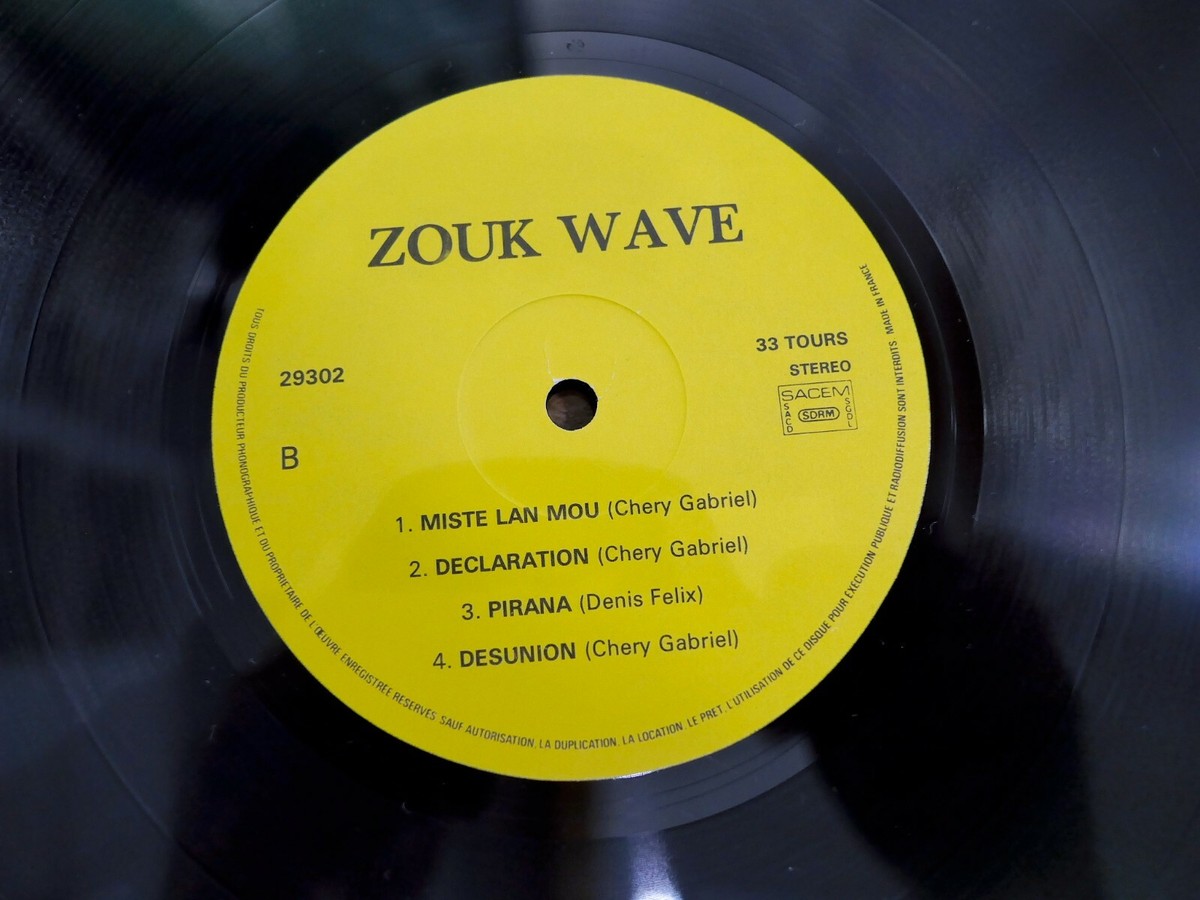 ZOUK WAVE
29302
33 TOURS
STEREO
SACEM
SACD
SDRM
SGDL
B
1. MISTE LAN MOU (Chery Gabriel)
2. DECLARATION (Chery Gabriel)
3. PIRANA (Denis Felix)
4. DESUNION (Chery Gabriel)
TOUS DROITS DU PRODUCTEUR PHONOGRAPHIQUE ET DU PROPRIETAIRE DE L'ŒUVRE ENREGISTRÉE RESERVES SAUF AUTORISATION, LA DUPLICATION, LA LOCATION LE PRET, L'UTILISATION DE CE DISQUE POUR EXECUTION PUBLIQUE ET RADIODIFFUSION SONT INTERDITS MADE IN FRANCE